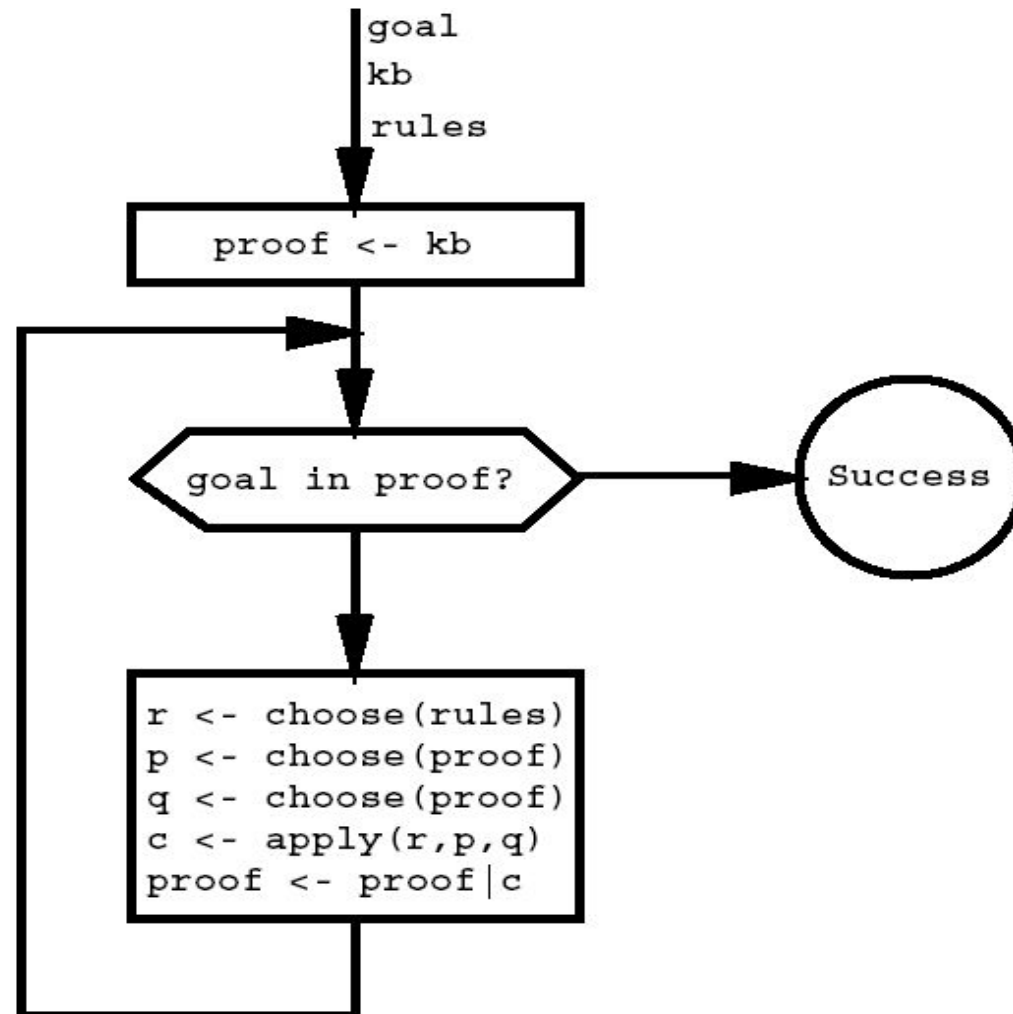 goal
kb
rules
proof <- kb
goal in proof?
Success
r <- choose(rules)
p <- choose(proof)
q <- choose(proof)
c <- apply(r,p,q)
proof <- proof|c